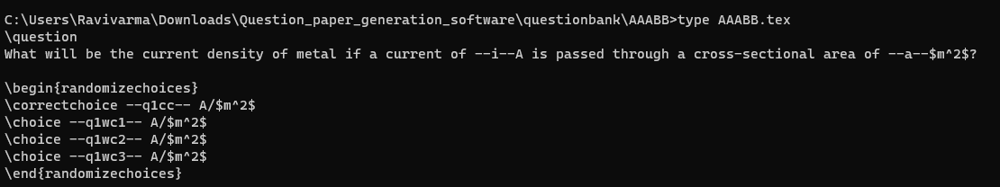 C:\Users\Ravivarma\Downloads\Question_paper_generation_software\questionbank\AAABB>type AAABB.tex
\question
What will be the current density of metal if a current of --i--A is passed through a cross-sectional area of --a--$m^2$?
\begin{randomizechoices}
\correctchoice --q1cc-- A/$m^2$
\choice --q1wc1-- A/$m^2$
\choice --q1wc2-- A/$m^2$
\choice --q1wc3-- A/$m^2$
\end{randomizechoices}